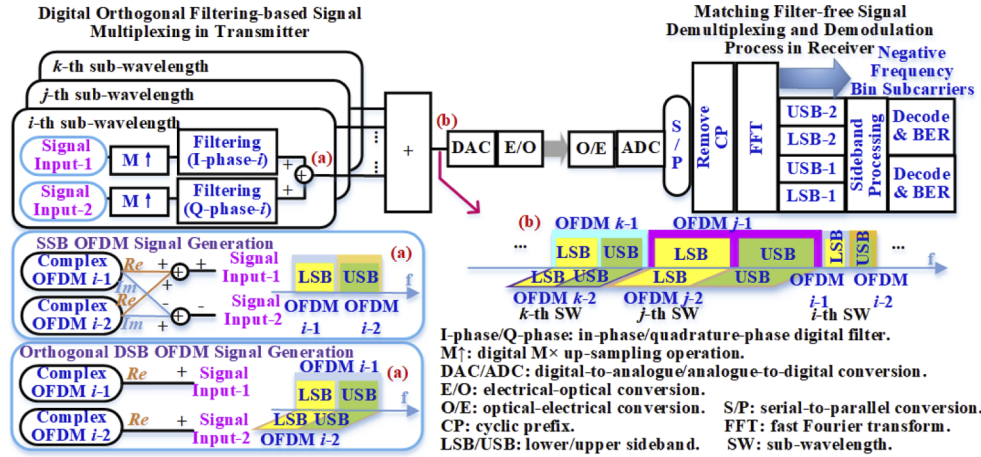 Digital Orthogonal Filtering-based Signal
Multiplexing in Transmitter
k-th sub-wavelength
j-th sub-wavelength
i-th sub-wavelength
Signal
Input-1
M ↑
Filtering
(I-phase-i)
(a)
Signal
Input-2
M ↑
Filtering
(Q-phase-i)
+
+
+
+
(b)
DAC
E/O
O/E
ADC
S
/
P
Matching Filter-free Signal
Demultiplexing and Demodulation
Process in Receiver
Negative
Frequency
Bin Subcarriers
Remove
CP
FFT
USB-2
LSB-2
USB-1
LSB-1
Sideband
Processing
Decode
& BER
Decode
& BER
SSB OFDM Signal Generation
Complex
OFDM i-1
Complex
OFDM i-2
Re
Im
Re
Im
+
+
+
+
+
-
-
Signal
Input-1
Signal
Input-2
(a)
LSB
USB
f
OFDM
i-1
OFDM
i-2
Orthogonal DSB OFDM Signal Generation
Complex
OFDM i-1
Complex
OFDM i-2
Re
+
Re
+
Signal
Input-1
Signal
Input-2
OFDM i-1
(a)
LSB
USB
LSB
USB
f
OFDM
i-2
(b)
OFDM k-1
OFDM j-1
...
LSB
USB
LSB
USB
LSB
USB
...
f
LSB
USB
LSB
USB
OFDM k-2
k-th SW
OFDM j-2
j-th SW
OFDM
i-1
OFDM
i-2
i-th SW
I-phase/Q-phase: in-phase/quadrature-phase digital filter.
M↑: digital M× up-sampling operation.
DAC/ADC: digital-to-analogue/analogue-to-digital conversion.
E/O: electrical-optical conversion.
O/E: optical-electrical conversion. S/P: serial-to-parallel conversion.
CP: cyclic prefix. FFT: fast Fourier transform.
LSB/USB: lower/upper sideband. SW: sub-wavelength.